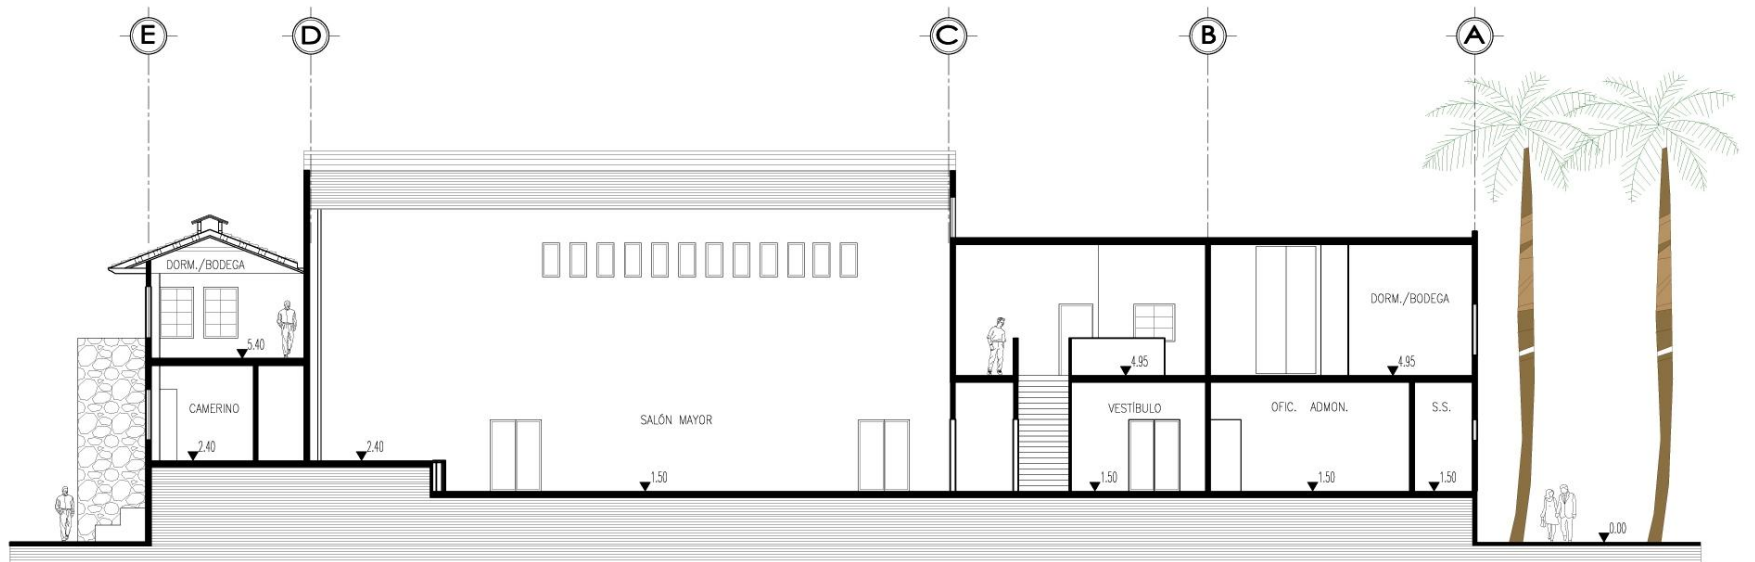 E D C B A
DORM./BODEGA
DORM./BODEGA
5.40
4.95 4.95
CAMERINO
VESTÍBULO
OFIC. ADMON.
S.S.
SALÓN MAYOR
2.40 2.40
1.50 1.50 1.50 1.50
0.00